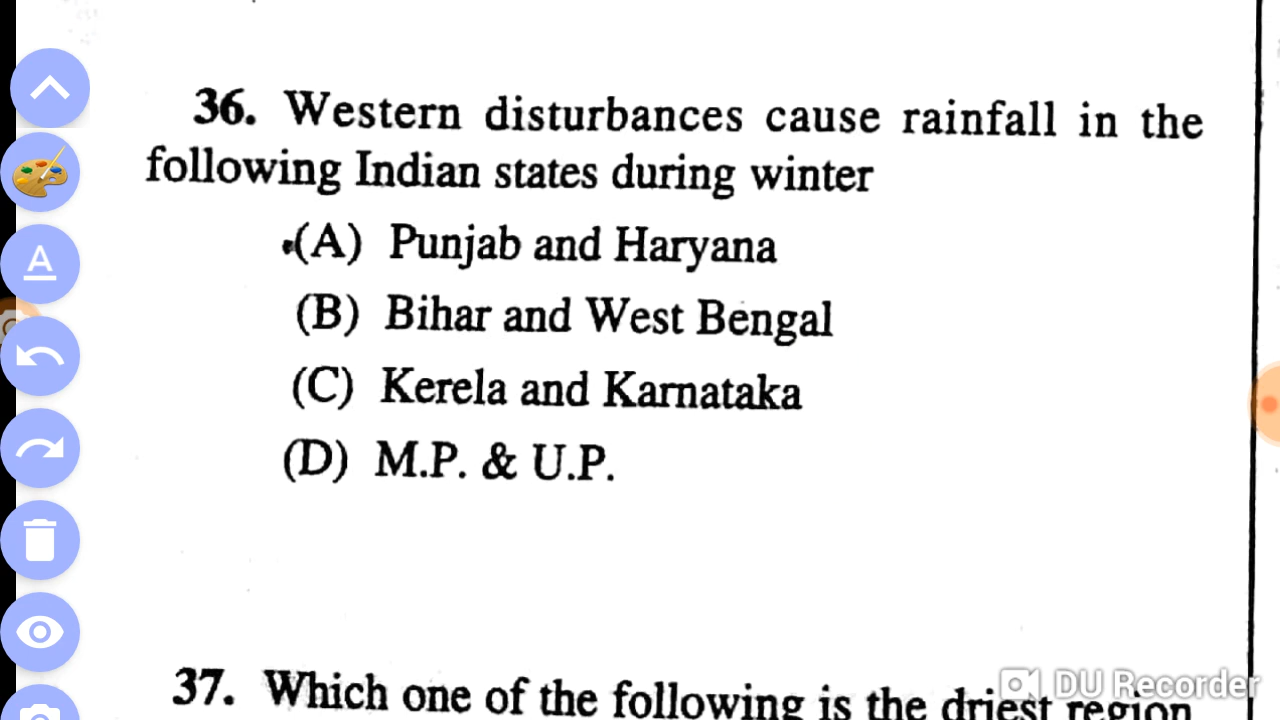 36. Western disturbances cause rainfall in the
following Indian states during winter
(A) Punjab and Haryana
(B) Bihar and West Bengal
(C) Kerela and Karnataka
(D) M.P. & U.P.
37. Which one of the following is the driest region
DU Recorder
A